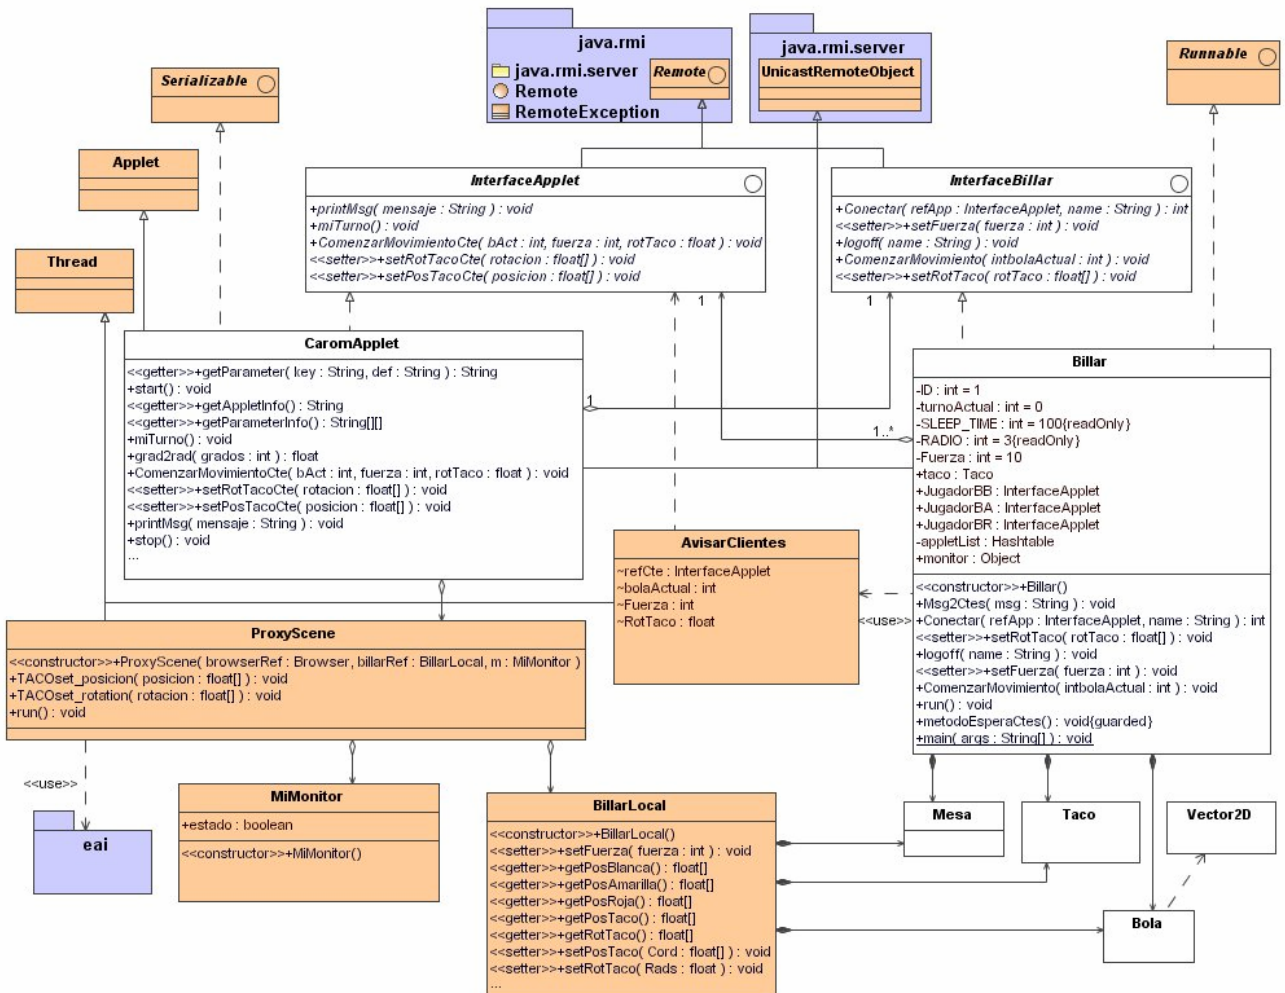 java.rmi
java.rmi.server
Remote
RemoteException
Remote
java.rmi.server
UnicastRemoteObject
Runnable
Serializable
Applet
Thread
InterfaceApplet
+printMsg( mensaje : String ) : void
+miTurno() : void
+ComenzarMovimientoCte( bAct : int, fuerza : int, rotTaco : float ) : void
<<setter>>+setRotTacoCte( rotacion : float[] ) : void
<<setter>>+setPosTacoCte( posicion : float[] ) : void
InterfaceBillar
+Conectar( refApp : InterfaceApplet, name : String ) : int
<<setter>>+setFuerza( fuerza : int ) : void
+logoff( name : String ) : void
+ComenzarMovimiento( intbolaActual : int ) : void
<<setter>>+setRotTaco( rotTaco : float[] ) : void
1
1
1
1..*
CaromApplet
<<getter>>+getParameter( key : String, def : String ) : String
+start() : void
<<getter>>+getAppletInfo() : String
<<getter>>+getParameterInfo() : String[][]
+miTurno() : void
+grad2rad( grados : int ) : float
+ComenzarMovimientoCte( bAct : int, fuerza : int, rotTaco : float ) : void
<<setter>>+setRotTacoCte( rotacion : float[] ) : void
<<setter>>+setPosTacoCte( posicion : float[] ) : void
+printMsg( mensaje : String ) : void
+stop() : void
...
Billar
-ID : int = 1
-turnoActual : int = 0
-SLEEP_TIME : int = 100{readOnly}
-RADIO : int = 3{readOnly}
-Fuerza : int = 10
+taco : Taco
+JugadorBB : InterfaceApplet
+JugadorBA : InterfaceApplet
+JugadorBR : InterfaceApplet
-appletList : Hashtable
+monitor : Object
<<constructor>>+Billar()
+Msg2Ctes( msg : String ) : void
+Conectar( refApp : InterfaceApplet, name : String ) : int
<<setter>>+setRotTaco( rotTaco : float[] ) : void
+logoff( name : String ) : void
<<setter>>+setFuerza( fuerza : int ) : void
+ComenzarMovimiento( intbolaActual : int ) : void
+run() : void
+metodoEsperaCtes() : void{guarded}
+main( args : String[] ) : void
AvisarClientes
~refCte : InterfaceApplet
~bolaActual : int
~Fuerza : int
~RotTaco : float
<<use>>
ProxyScene
<<constructor>>+ProxyScene( browserRef : Browser, billarRef : BillarLocal, m : MiMonitor )
+TACOset_posicion( posicion : float[] ) : void
+TACOset_rotation( rotacion : float[] ) : void
+run() : void
<<use>>
eai
MiMonitor
+estado : boolean
<<constructor>>+MiMonitor()
BillarLocal
<<constructor>>+BillarLocal()
<<setter>>+setFuerza( fuerza : int ) : void
<<getter>>+getPosBlanca() : float[]
<<getter>>+getPosAmarilla() : float[]
<<getter>>+getPosRoja() : float[]
<<getter>>+getPosTaco() : float[]
<<getter>>+getRotTaco() : float[]
<<setter>>+setPosTaco( Cord : float[] ) : void
<<setter>>+setRotTaco( Rads : float ) : void
...
Mesa
Taco
Vector2D
Bola